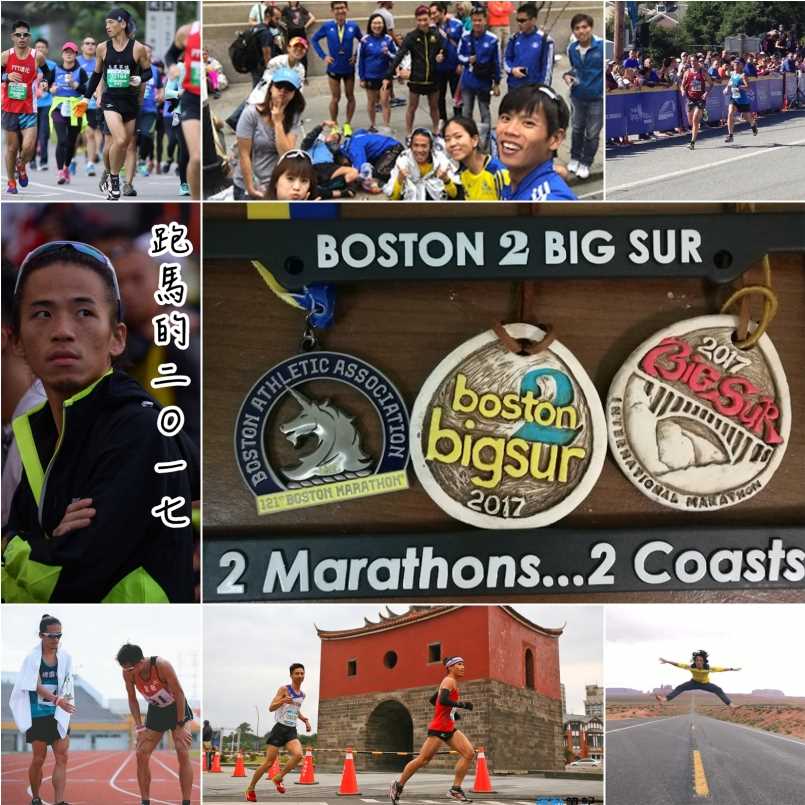 BOSTON 2 BIG SUR
跑馬的二〇一七
BOSTON ATHLETIC ASSOCIATION
121st BOSTON MARATHON
boston
2
bigsur
2017
2017
BIG SUR
INTERNATIONAL MARATHON
2 Marathons...2 Coasts